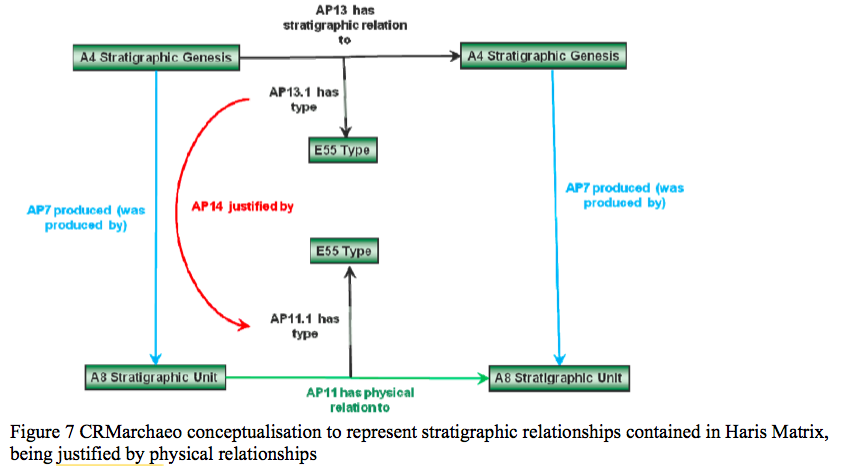 AP13 has
stratigraphic relation
to
A4 Stratigraphic Genesis
A4 Stratigraphic Genesis
AP13.1 has
type
E55 Type
AP7 produced (was
produced by)
AP14 justified by
AP7 produced (was
produced by)
E55 Type
AP11.1 has
type
A8 Stratigraphic Unit
A8 Stratigraphic Unit
AP11 has physical
relation to
Figure 7 CRMarchaeo conceptualisation to represent stratigraphic relationships contained in Haris Matrix,
being justified by physical relationships